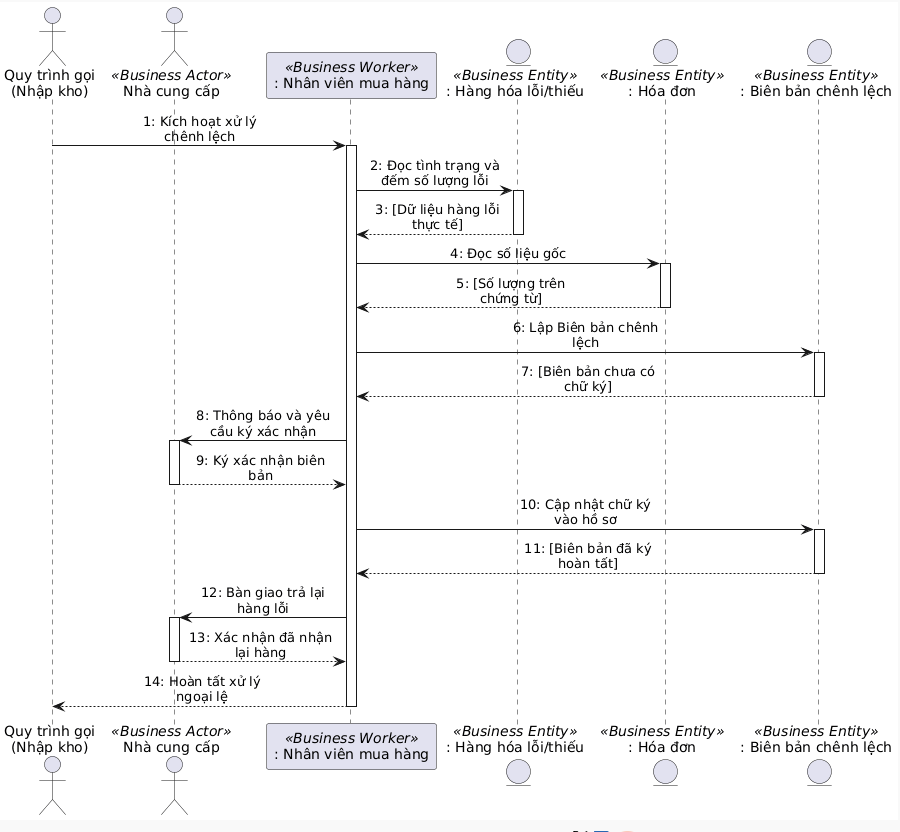 Quy trình gọi
(Nhập kho)
«Business Actor»
Nhà cung cấp
«Business Worker»
: Nhân viên mua hàng
«Business Entity»
: Hàng hóa lỗi/thiếu
«Business Entity»
: Hóa đơn
«Business Entity»
: Biên bản chênh lệch
1: Kích hoạt xử lý
chênh lệch
2: Đọc tình trạng và
đếm số lượng lỗi
3: [Dữ liệu hàng lỗi
thực tế]
4: Đọc số liệu gốc
5: [Số lượng trên
chứng từ]
6: Lập Biên bản chênh
lệch
7: [Biên bản chưa có
chữ ký]
8: Thông báo và yêu
cầu ký xác nhận
9: Ký xác nhận biên
bản
10: Cập nhật chữ ký
vào hồ sơ
11: [Biên bản đã ký
hoàn tất]
12: Bàn giao trả lại
hàng lỗi
13: Xác nhận đã nhận
lại hàng
14: Hoàn tất xử lý
ngoại lệ
Quy trình gọi
(Nhập kho)
«Business Actor»
Nhà cung cấp
«Business Worker»
: Nhân viên mua hàng
«Business Entity»
: Hàng hóa lỗi/thiếu
«Business Entity»
: Hóa đơn
«Business Entity»
: Biên bản chênh lệch